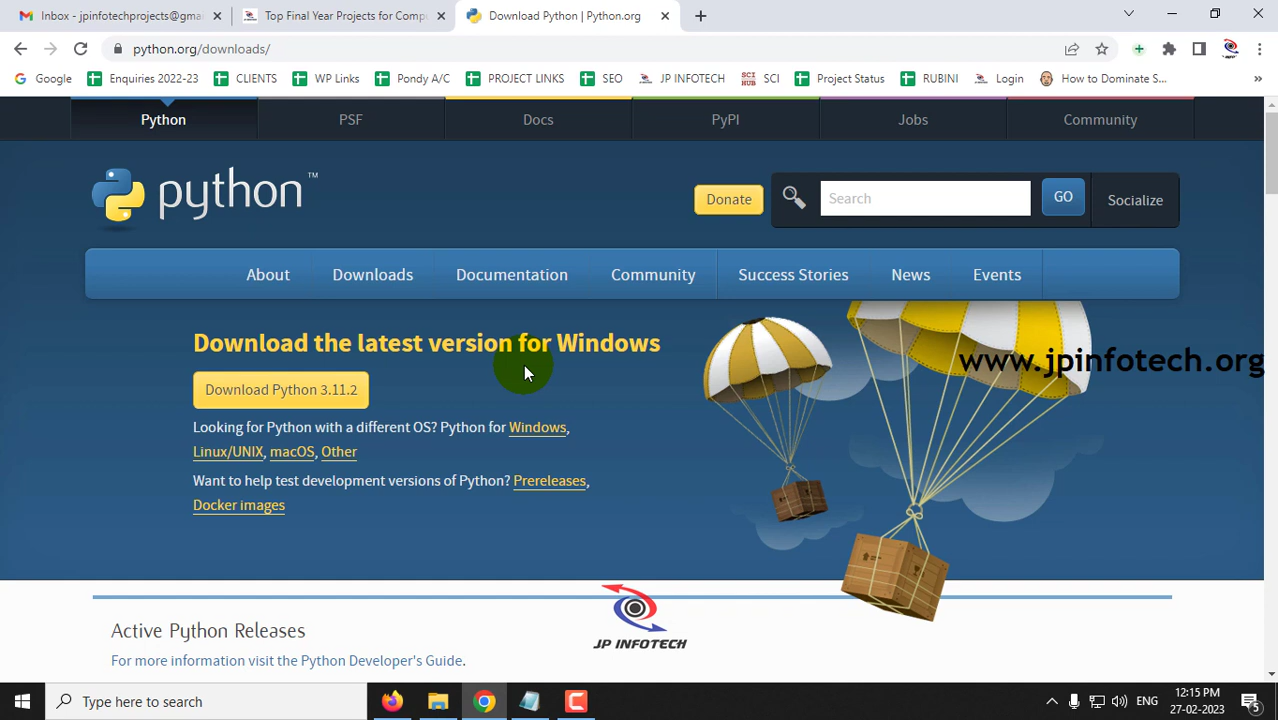 Inbox - jpinfotechprojects@gma
Top Final Year Projects for Comp
Download Python | Python.org
python.org/downloads/
Google
Enquiries 2022-23
CLIENTS
WP Links
Pondy A/C
PROJECT LINKS
SEO
JP INFOTECH
SCI HUB
SCI
Project Status
RUBINI
Login
How to Dominate S...
»
Python
PSF
Docs
PyPI
Jobs
Community
python™
Donate
Search
GO
Socialize
About
Downloads
Documentation
Community
Success Stories
News
Events
Download the latest version for Windows
www.jpinfotech.org
Download Python 3.11.2
Looking for Python with a different OS? Python for Windows,
Linux/UNIX, macOS, Other
Want to help test development versions of Python? Prereleases,
Docker images
JP INFOTECH
Active Python Releases
For more information visit the Python Developer's Guide.
Type here to search
ENG
12:15 PM
27-02-2023
5